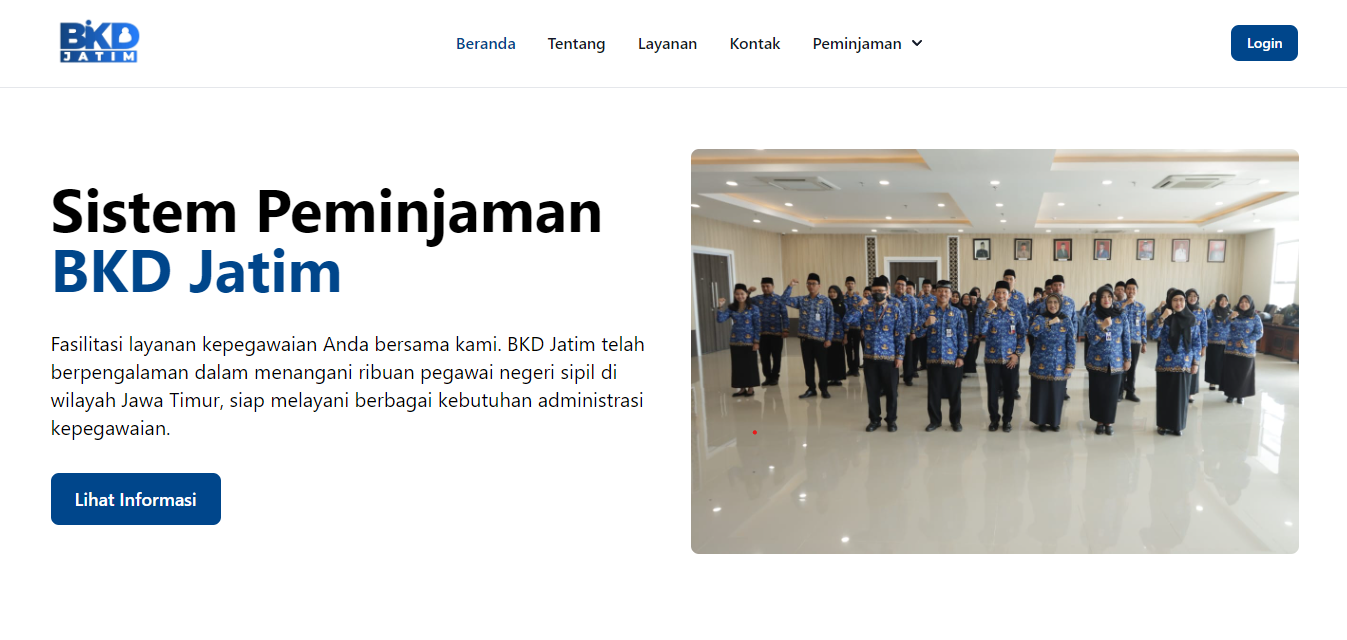 BKD
JATIM
Beranda
Tentang
Layanan
Kontak
Peminjaman
Login
Sistem Peminjaman
BKD Jatim
Fasilitasi layanan kepegawaian Anda bersama kami. BKD Jatim telah
berpengalaman dalam menangani ribuan pegawai negeri sipil di
wilayah Jawa Timur, siap melayani berbagai kebutuhan administrasi
kepegawaian.
Lihat Informasi